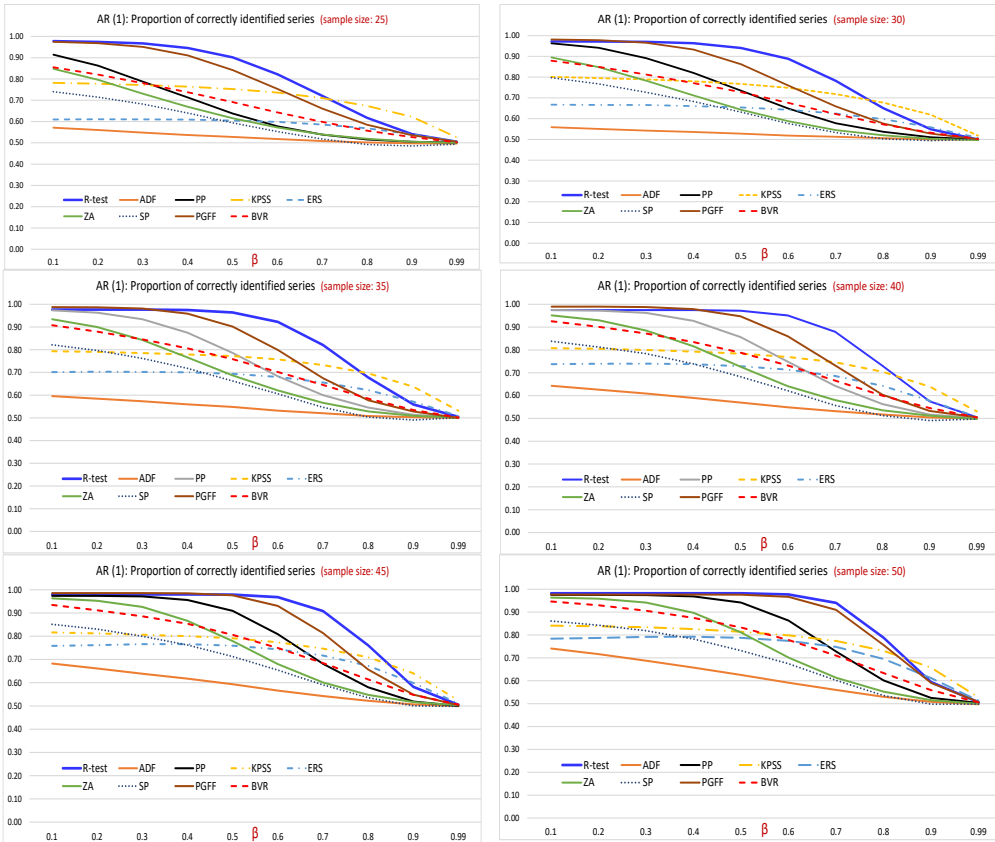 AR (1): Proportion of correctly identified series (sample size: 25)
1.00
0.90
0.80
0.70
0.60
0.50
0.40
0.30
0.20
0.10
0.00
R-test ADF PP KPSS ERS
ZA SP PGFF BVR
0.1 0.2 0.3 0.4 0.5 β 0.6 0.7 0.8 0.9 0.99
AR (1): Proportion of correctly identified series (sample size: 30)
1.00
0.90
0.80
0.70
0.60
0.50
0.40
0.30
0.20
0.10
0.00
R-test ADF PP KPSS ERS
ZA SP PGFF BVR
0.1 0.2 0.3 0.4 0.5 β 0.6 0.7 0.8 0.9 0.99
AR (1): Proportion of correctly identified series (sample size: 35)
1.00
0.90
0.80
0.70
0.60
0.50
0.40
0.30
0.20
0.10
0.00
R-test ADF PP KPSS ERS
ZA SP PGFF BVR
0.1 0.2 0.3 0.4 0.5 β 0.6 0.7 0.8 0.9 0.99
AR (1): Proportion of correctly identified series (sample size: 40)
1.00
0.90
0.80
0.70
0.60
0.50
0.40
0.30
0.20
0.10
0.00
R-test ADF PP KPSS ERS
ZA SP PGFF BVR
0.1 0.2 0.3 0.4 0.5 β 0.6 0.7 0.8 0.9 0.99
AR (1): Proportion of correctly identified series (sample size: 45)
1.00
0.90
0.80
0.70
0.60
0.50
0.40
0.30
0.20
0.10
0.00
R-test ADF PP KPSS ERS
ZA SP PGFF BVR
0.1 0.2 0.3 0.4 0.5 β 0.6 0.7 0.8 0.9 0.99
AR (1): Proportion of correctly identified series (sample size: 50)
1.00
0.90
0.80
0.70
0.60
0.50
0.40
0.30
0.20
0.10
0.00
R-test ADF PP KPSS ERS
ZA SP PGFF BVR
0.1 0.2 0.3 0.4 0.5 β 0.6 0.7 0.8 0.9 0.99